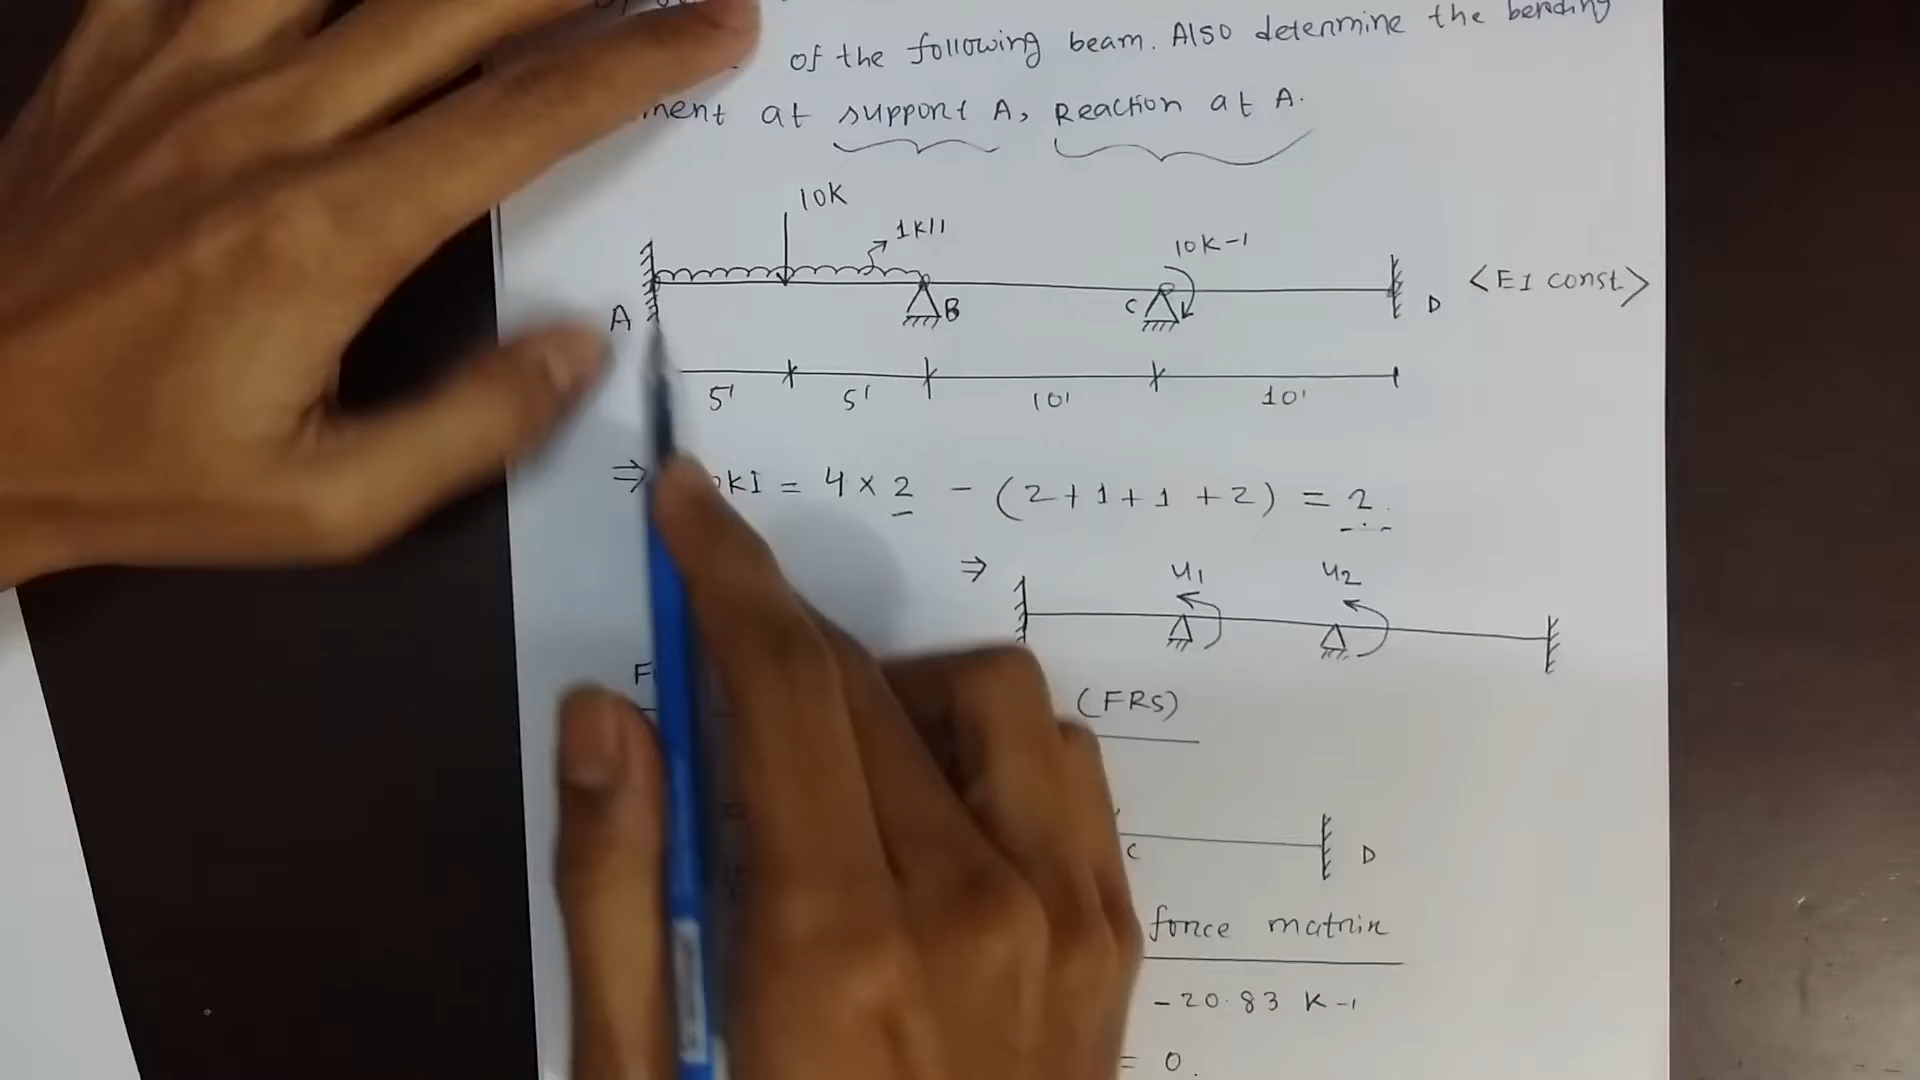 of the following beam. Also determine the bending
ment at support A, Reaction at A.
10K
1K/1
10K-1
A
B
C
D
<EI const>
5'
5'
10'
10'
⇒
KI = 4 × 2 - (2+1+1+2) = 2.
⇒
u1
u2
F
(FRS)
C
D
force matrix
-20.83 K-1
= 0.